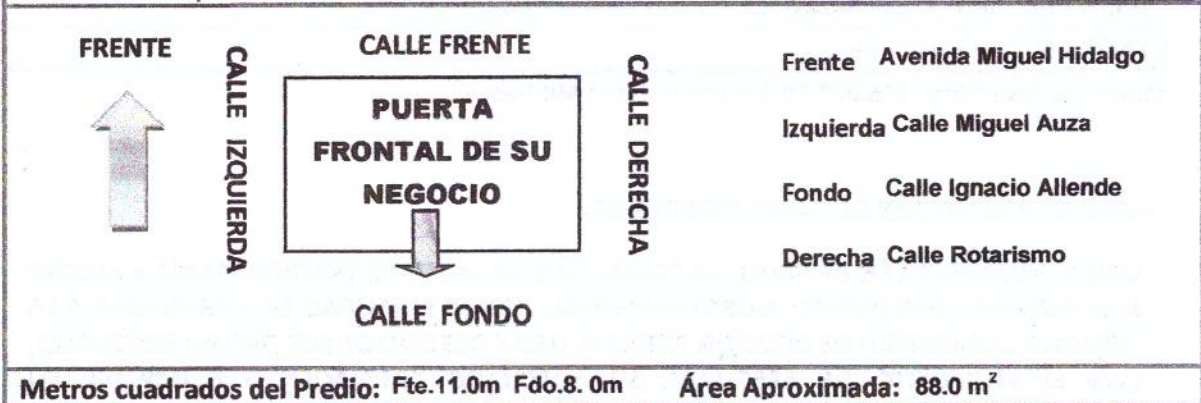 FRENTE
CALLE IZQUIERDA
CALLE FRENTE
PUERTA
FRONTAL DE SU
NEGOCIO
CALLE DERECHA
CALLE FONDO
Frente Avenida Miguel Hidalgo
Izquierda Calle Miguel Auza
Fondo Calle Ignacio Allende
Derecha Calle Rotarismo
Metros cuadrados del Predio: Fte.11.0m Fdo.8. 0m Área Aproximada: 88.0 m²